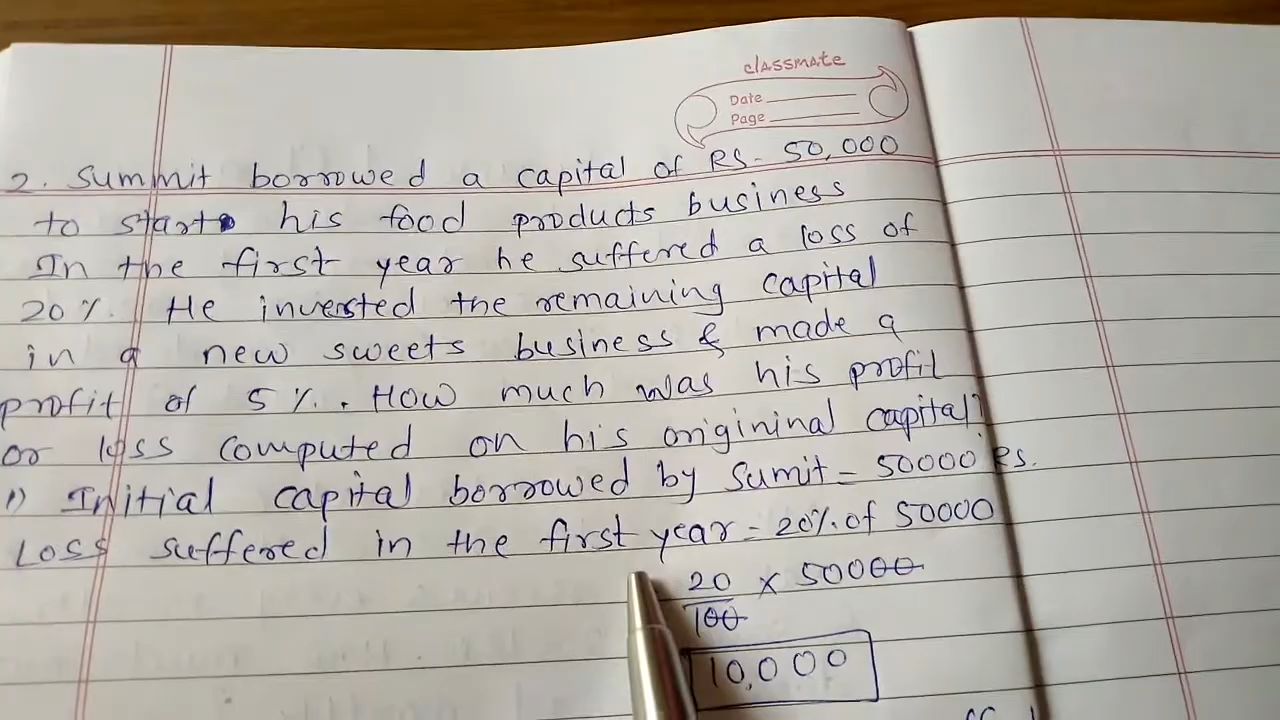 classmate
Date
Page
2. Summit borrowed a capital of RS- 50,000
to start his food products business
In the first year he suffered a loss of
20%. He invested the remaining capital
in a new sweets business & made a
profit of 5%. How much was his profit
or loss computed on his origininal capital?
1) Initial capital borrowed by Sumit = 50000 Rs.
Loss suffered in the first year = 20% of 50000
20/100 x 50000
10,000